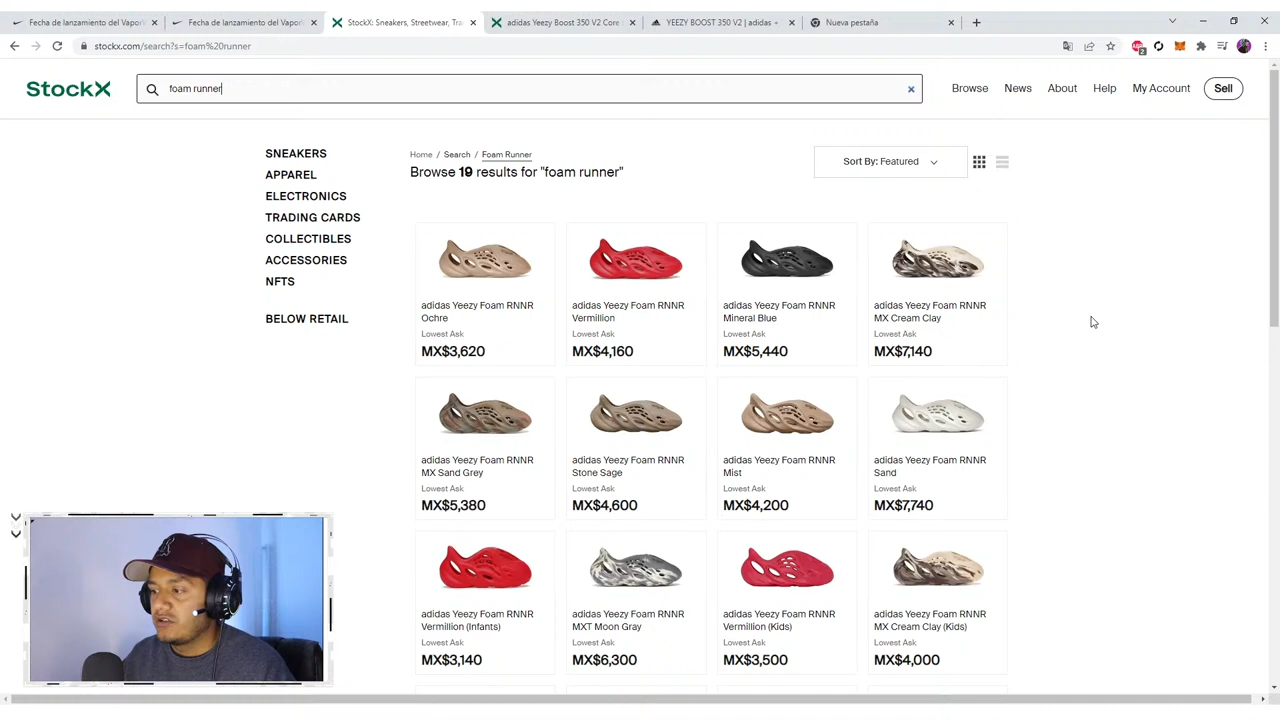 Fecha de lanzamiento del Vapor
Fecha de lanzamiento del Vapor
StockX: Sneakers, Streetwear, Tra
adidas Yeezy Boost 350 V2 Core
YEEZY BOOST 350 V2 | adidas
Nueva pestaña
stockx.com/search?s=foam%20runner
StockX
foam runner
Browse
News
About
Help
My Account
Sell
SNEAKERS
APPAREL
ELECTRONICS
TRADING CARDS
COLLECTIBLES
ACCESSORIES
NFTS
BELOW RETAIL
Home / Search / Foam Runner
Browse 19 results for "foam runner"
Sort By: Featured
adidas Yeezy Foam RNNR
Ochre
Lowest Ask
MX$3,620
adidas Yeezy Foam RNNR
Vermillion
Lowest Ask
MX$4,160
adidas Yeezy Foam RNNR
Mineral Blue
Lowest Ask
MX$5,440
adidas Yeezy Foam RNNR
MX Cream Clay
Lowest Ask
MX$7,140
adidas Yeezy Foam RNNR
MX Sand Grey
Lowest Ask
MX$5,380
adidas Yeezy Foam RNNR
Stone Sage
Lowest Ask
MX$4,600
adidas Yeezy Foam RNNR
Mist
Lowest Ask
MX$4,200
adidas Yeezy Foam RNNR
Sand
Lowest Ask
MX$7,740
adidas Yeezy Foam RNNR
Vermillion (Infants)
Lowest Ask
MX$3,140
adidas Yeezy Foam RNNR
MXT Moon Gray
Lowest Ask
MX$6,300
adidas Yeezy Foam RNNR
Vermillion (Kids)
Lowest Ask
MX$3,500
adidas Yeezy Foam RNNR
MX Cream Clay (Kids)
Lowest Ask
MX$4,000